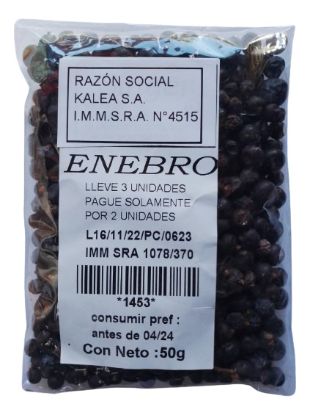 RAZÓN SOCIAL
KALEA S.A.
I.M.M.S.R.A. N°4515
ENEBRO
LLEVE 3 UNIDADES
PAGUE SOLAMENTE
POR 2 UNIDADES
L16/11/22/PC/0623
IMM SRA 1078/370
*1453*
consumir pref :
antes de 04/24
Con Neto :50g